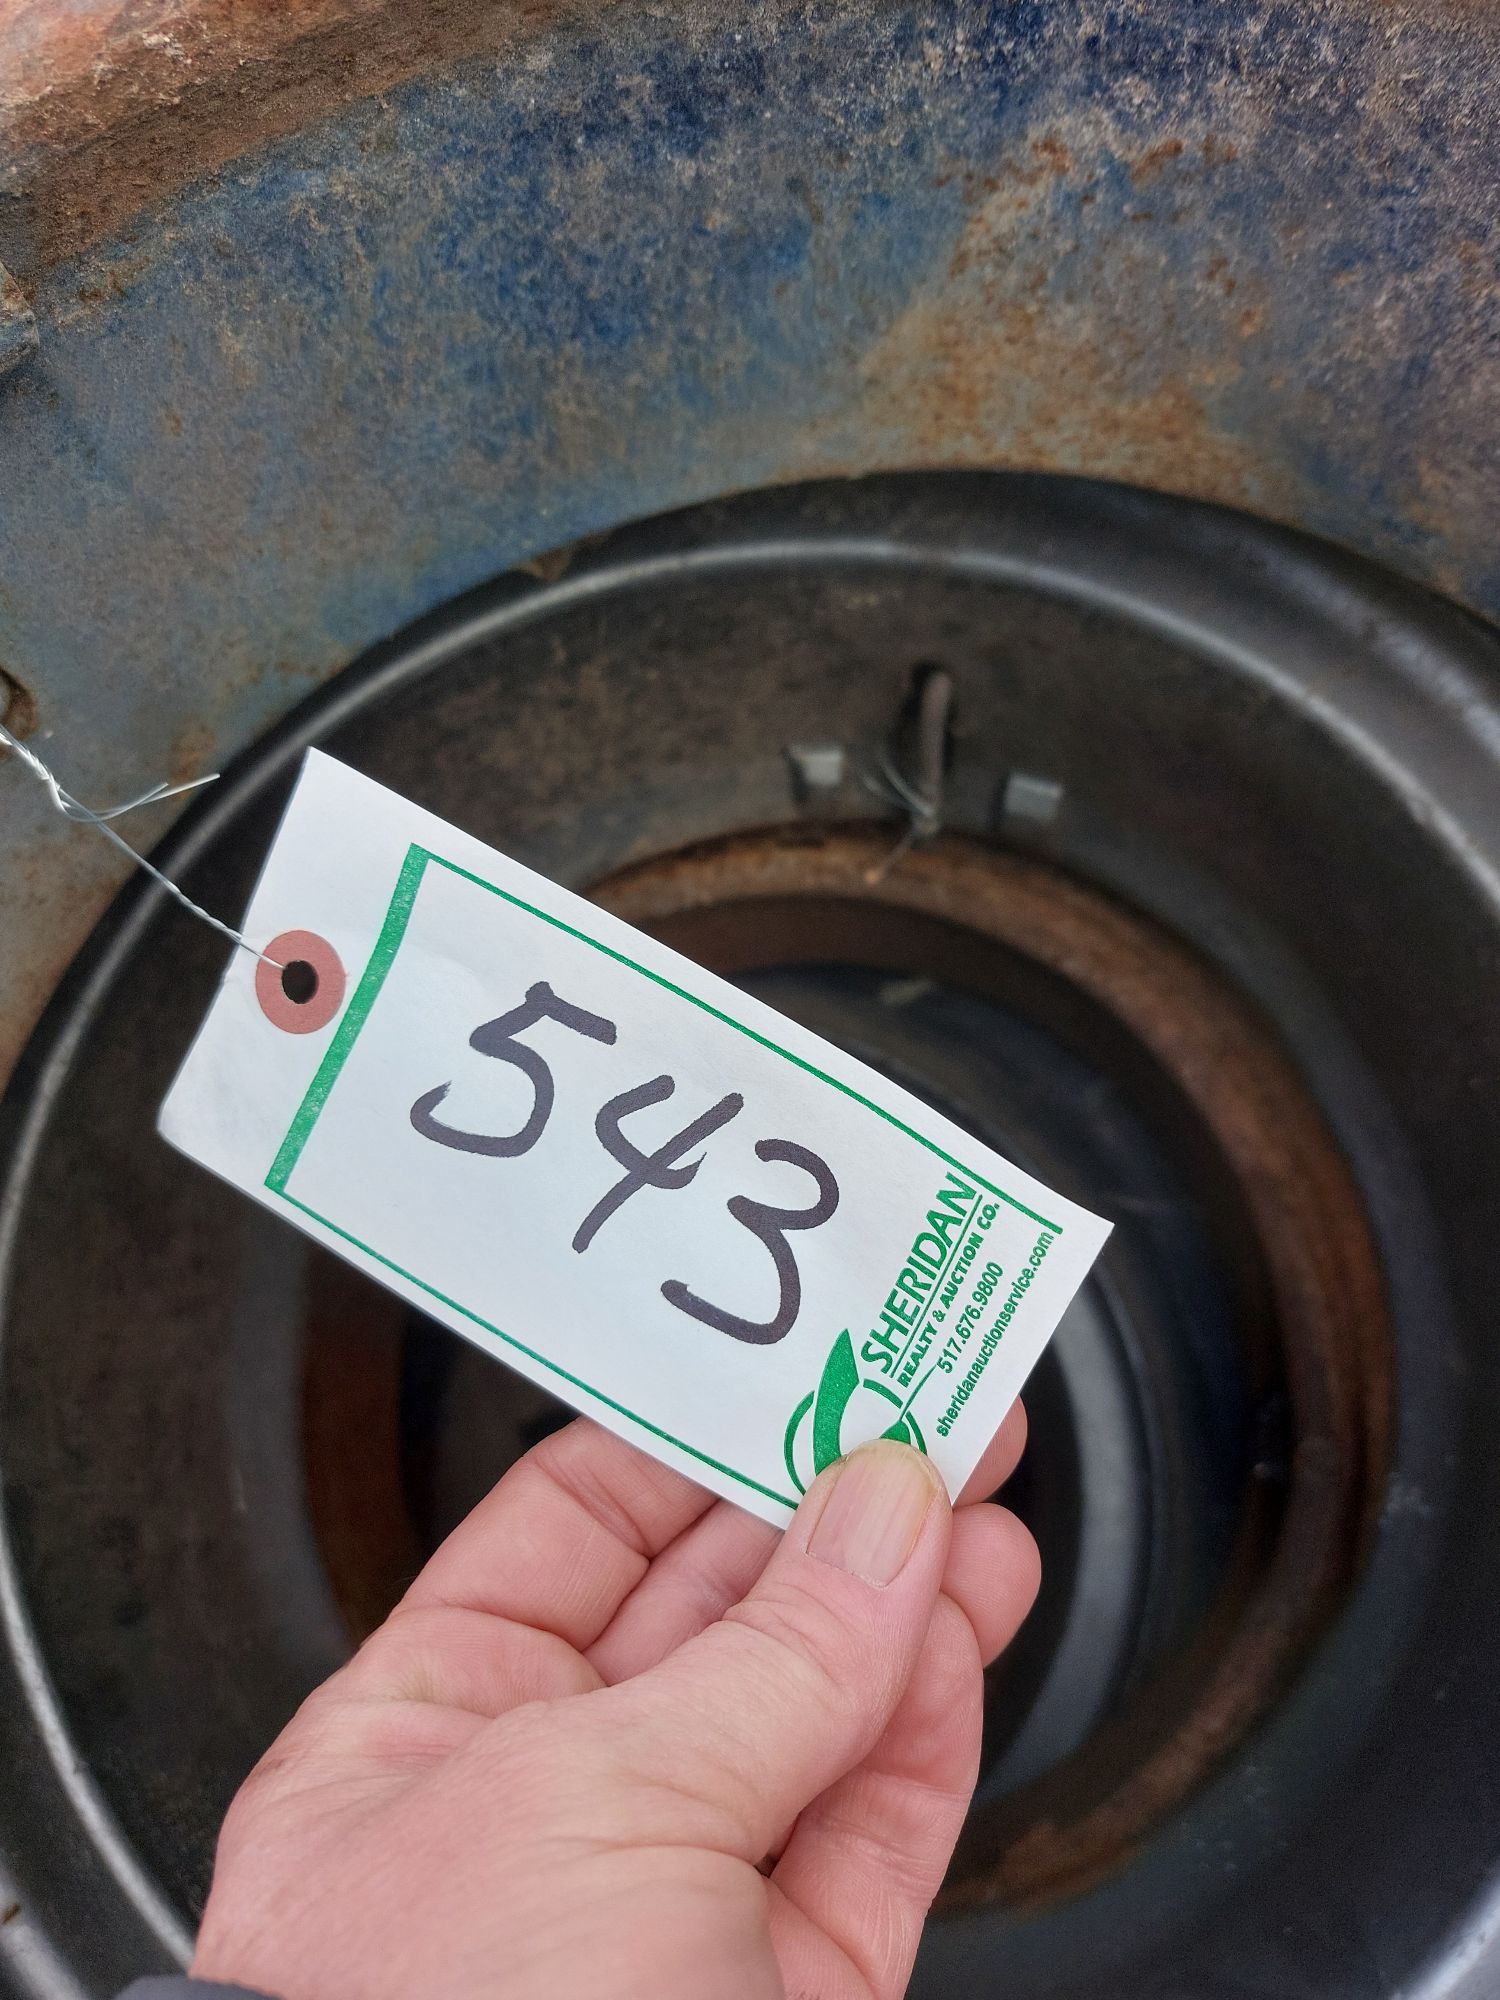 543
SHERIDAN
REALTY & AUCTION CO.
517.676.9800
sheridanauctionservice.com